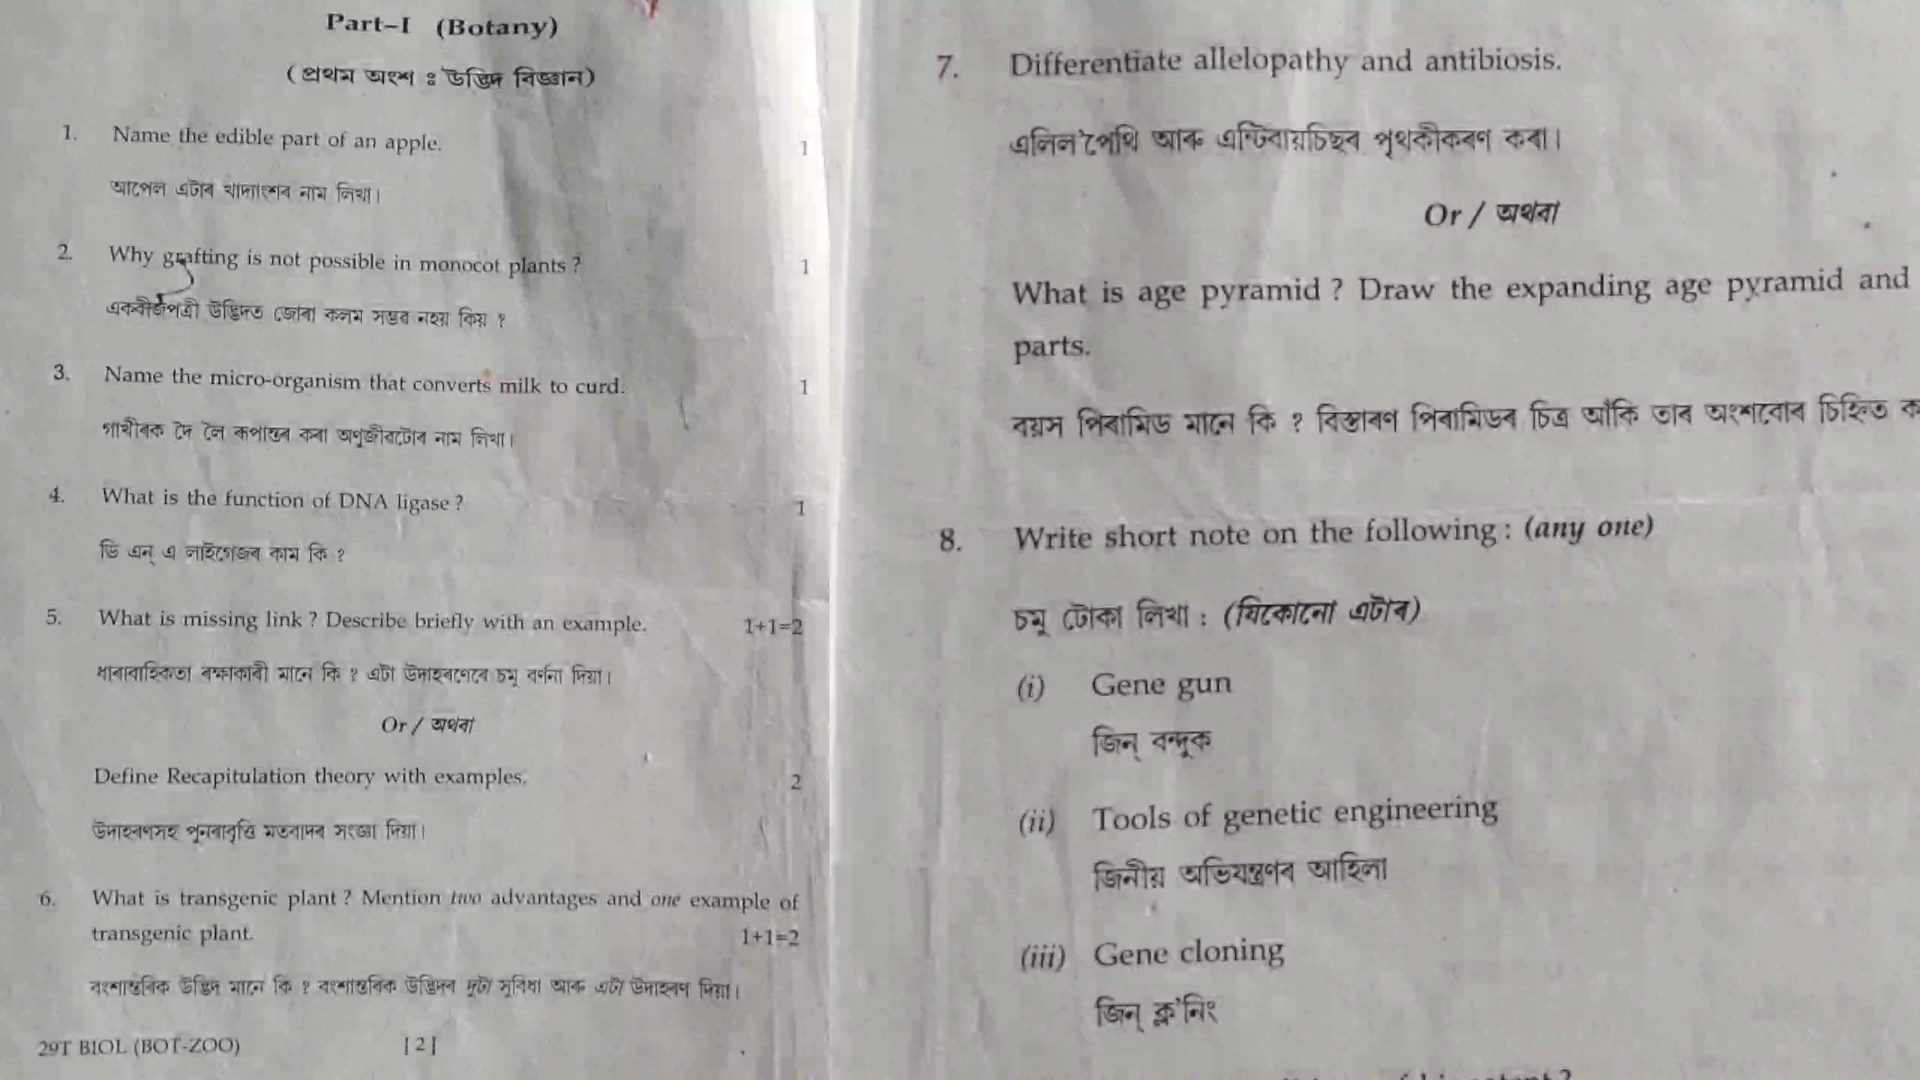 Part-I (Botany)
(প্ৰথম অংশ : উদ্ভিদ বিজ্ঞান)
1. Name the edible part of an apple. 1
আপেল এটাৰ খাদ্যাংশৰ নাম লিখা।
2. Why grafting is not possible in monocot plants ? 1
একবীজপত্ৰী উদ্ভিদত জোৰা কলম সম্ভৱ নহয় কিয় ?
3. Name the micro-organism that converts milk to curd. 1
গাখীৰক দৈ লৈ ৰূপান্তৰ কৰা অণুজীৱটোৰ নাম লিখা।
4. What is the function of DNA ligase ? 1
ডি এন্ এ লাইগেজৰ কাম কি ?
5. What is missing link ? Describe briefly with an example. 1+1=2
ধাৰাবাহিকতা ৰক্ষাকাৰী মানে কি ? এটা উদাহৰণেৰে চমু বৰ্ণনা দিয়া।
Or / অথবা
Define Recapitulation theory with examples. 2
উদাহৰণসহ পুনৰাবৃত্তি মতবাদৰ সংজ্ঞা দিয়া।
6. What is transgenic plant ? Mention two advantages and one example of
transgenic plant. 1+1=2
বংশান্তৰিক উদ্ভিদ মানে কি ? বংশান্তৰিক উদ্ভিদৰ দুটা সুবিধা আৰু এটা উদাহৰণ দিয়া।
29T BIOL (BOT-ZOO) [ 2 ]
7. Differentiate allelopathy and antibiosis.
এলিল'পেথি আৰু এন্টিবায়চিছৰ পৃথকীকৰণ কৰা।
Or / অথবা
What is age pyramid ? Draw the expanding age pyramid and
parts.
বয়স পিৰামিড মানে কি ? বিস্তাৰণ পিৰামিডৰ চিত্ৰ আঁকি তাৰ অংশবোৰ চিহ্নিত ক
8. Write short note on the following : (any one)
চমু টোকা লিখা : (যিকোনো এটাৰ)
(i) Gene gun
জিন্ বন্দুক
(ii) Tools of genetic engineering
জিনীয় অভিযন্ত্ৰণৰ আহিলা
(iii) Gene cloning
জিন্ ক্ল'নিং